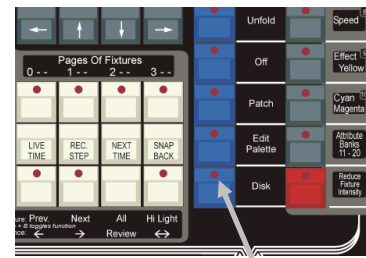 ← ↑ ↓ →
Pages Of Fixtures
0 - - 1 - - 2 - - 3 - -
LIVE TIME
REC. STEP
NEXT TIME
SNAP BACK
Prev. Next All Hi Light
+ B toggles function
← → Review ↔
Unfold
Off
Patch
Edit
Palette
Disk
Speed
Effect
Yellow
Cyan
Magenta
Attribute
Banks
11 - 20
Reduce
Fixture
Intensity